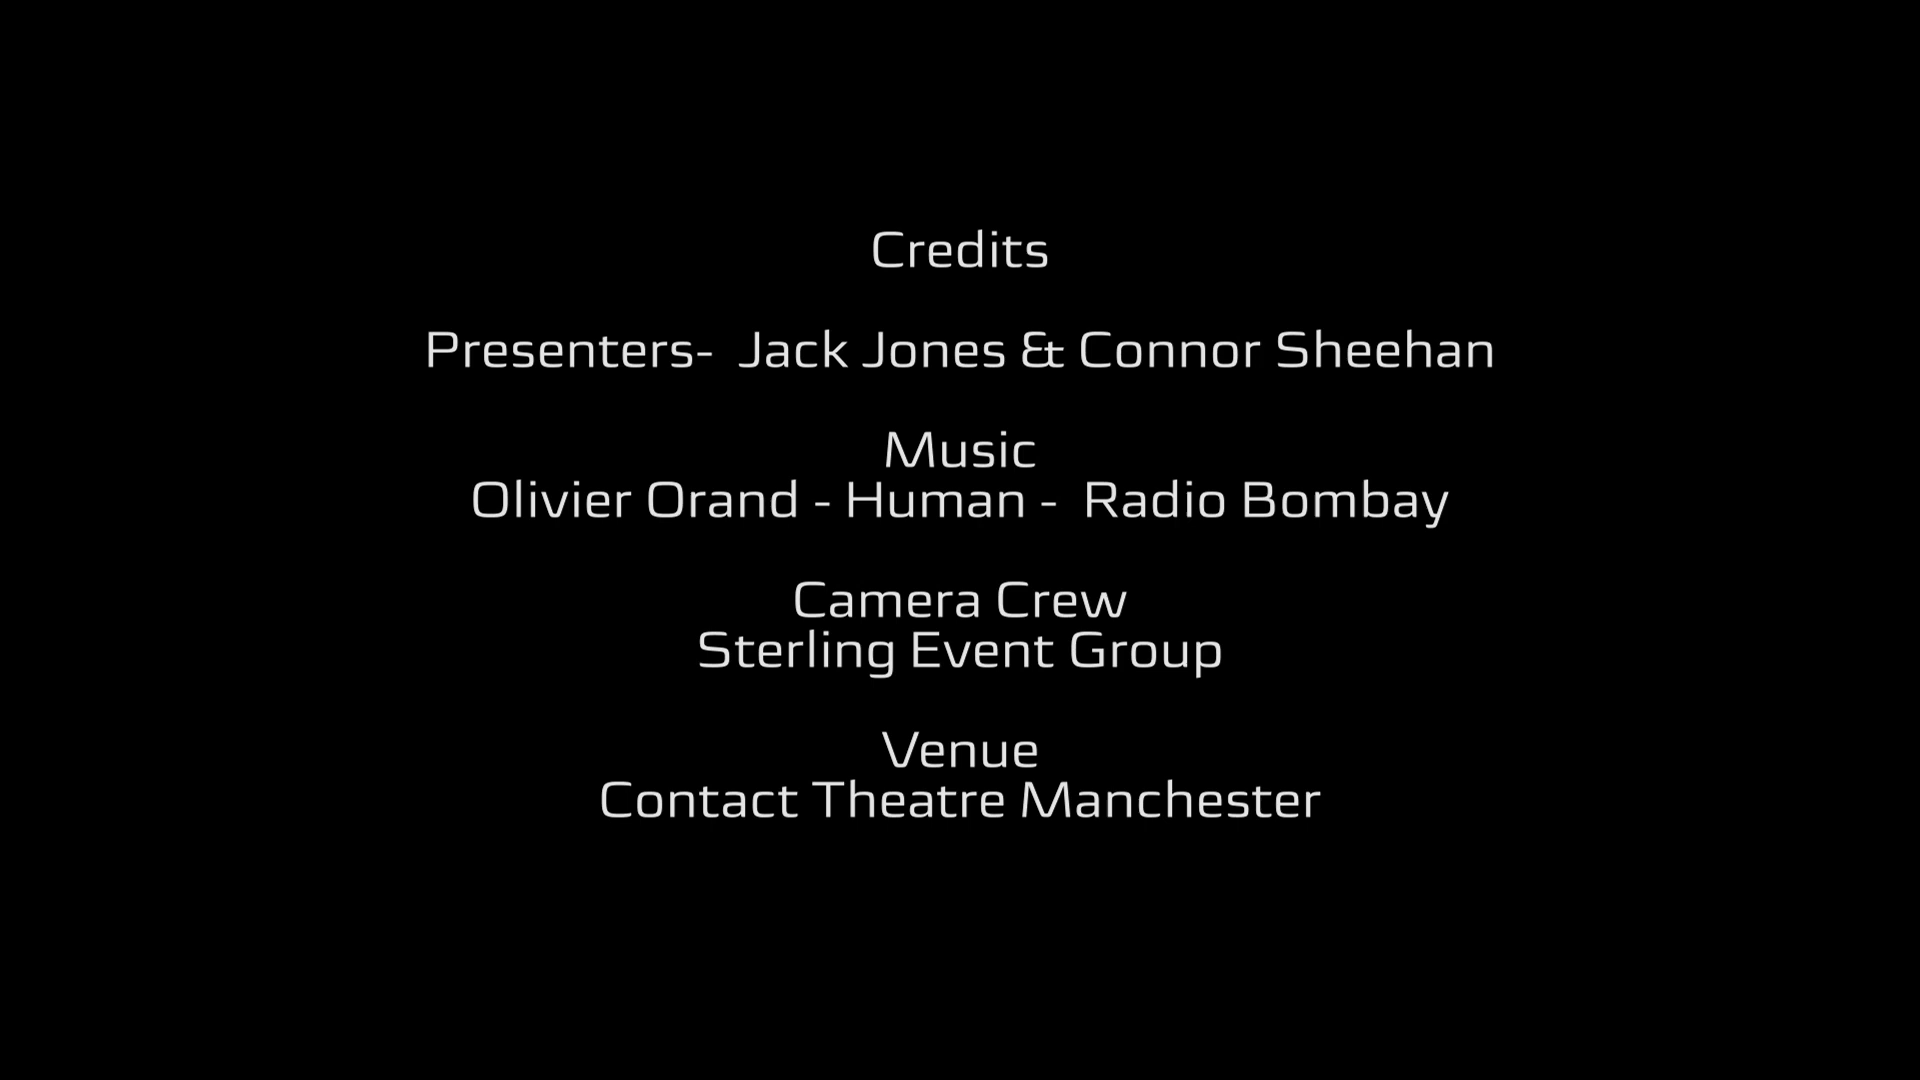 Credits
Presenters-  Jack Jones & Connor Sheehan
Music
Olivier Orand - Human -  Radio Bombay
Camera Crew
Sterling Event Group
Venue
Contact Theatre Manchester